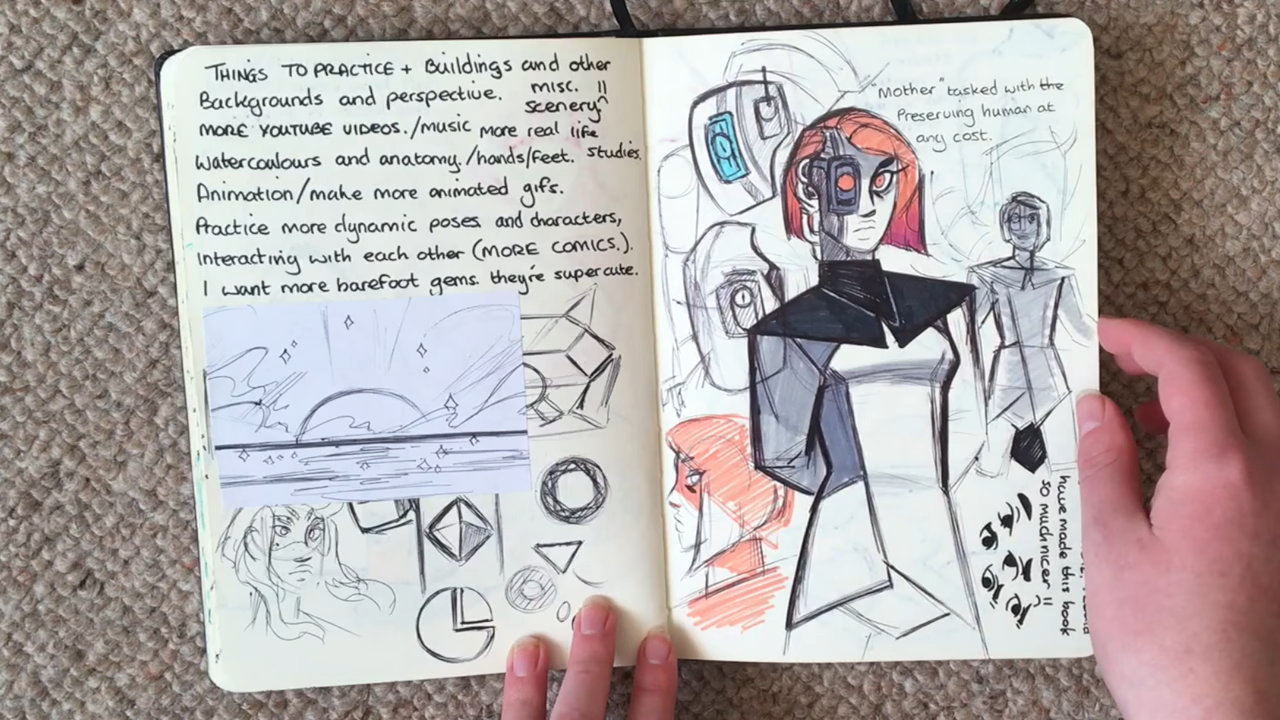 THINGS TO PRACTICE + Buildings and other
Backgrounds and perspective. misc. !!
scenery^
MORE YOUTUBE VIDEOS./music more real life
Watercoulours and anatomy./hands/feet. studies.
Animation/make more animated gifs.
Practice more dynamic poses and characters,
Interacting with each other (MORE COMICS.).
I want more barefoot gems. they're super cute.
"Mother" tasked with the
Preserving human at
any cost.
have made this book
so much nicer !!